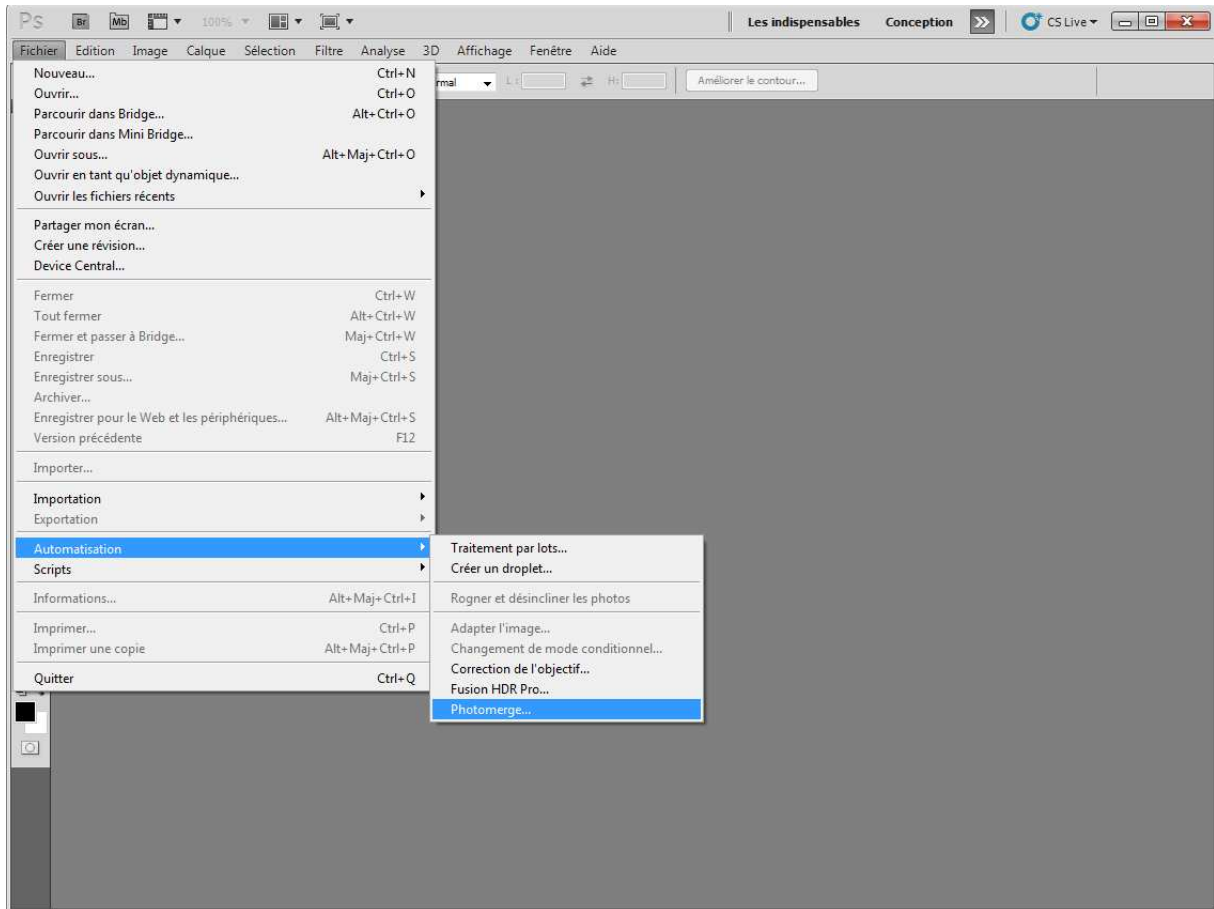 Ps Br Mb 100% Les indispensables Conception CS Live
Fichier Edition Image Calque Sélection Filtre Analyse 3D Affichage Fenêtre Aide
rmal L: H: Améliorer le contour...
Nouveau... Ctrl+N
Ouvrir... Ctrl+O
Parcourir dans Bridge... Alt+Ctrl+O
Parcourir dans Mini Bridge...
Ouvrir sous... Alt+Maj+Ctrl+O
Ouvrir en tant qu'objet dynamique...
Ouvrir les fichiers récents
Partager mon écran...
Créer une révision...
Device Central...
Fermer Ctrl+W
Tout fermer Alt+Ctrl+W
Fermer et passer à Bridge... Maj+Ctrl+W
Enregistrer Ctrl+S
Enregistrer sous... Maj+Ctrl+S
Archiver...
Enregistrer pour le Web et les périphériques... Alt+Maj+Ctrl+S
Version précédente F12
Importer...
Importation
Exportation
Automatisation
Scripts
Informations... Alt+Maj+Ctrl+I
Imprimer... Ctrl+P
Imprimer une copie Alt+Maj+Ctrl+P
Quitter Ctrl+Q
Traitement par lots...
Créer un droplet...
Rogner et désincliner les photos
Adapter l'image...
Changement de mode conditionnel...
Correction de l'objectif...
Fusion HDR Pro...
Photomerge...